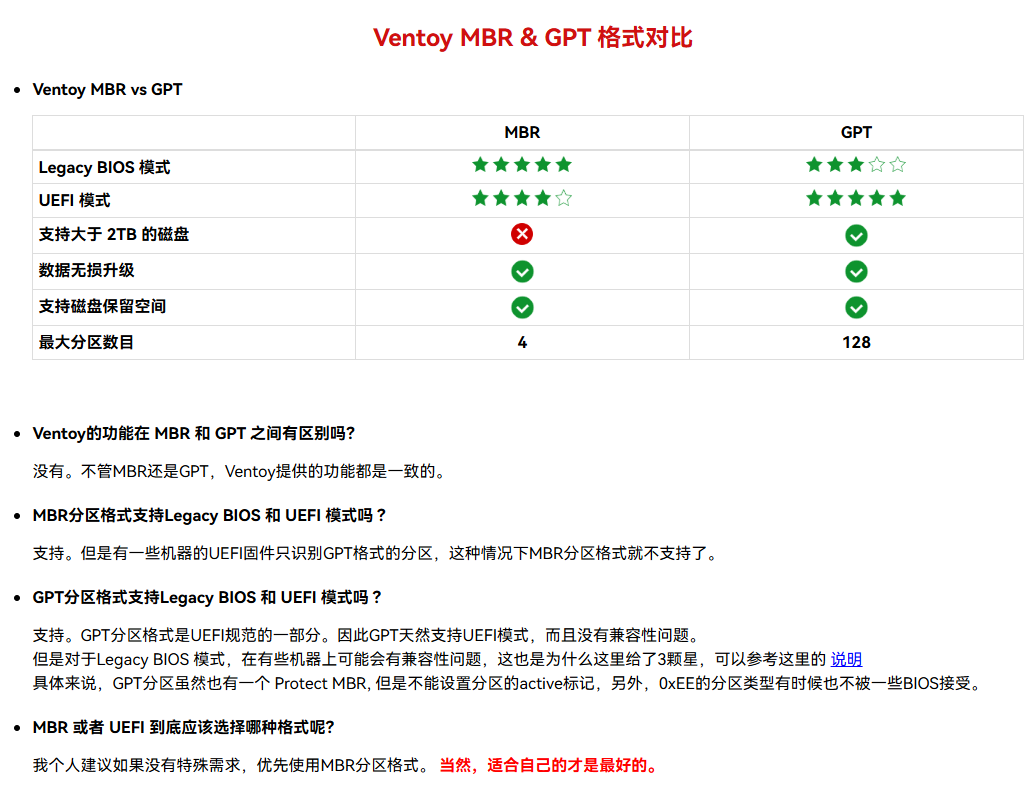 Ventoy MBR & GPT 格式对比
Ventoy MBR vs GPT
MBR GPT
Legacy BIOS 模式
UEFI 模式
支持大于 2TB 的磁盘
数据无损升级
支持磁盘保留空间
最大分区数目 4 128
Ventoy的功能在 MBR 和 GPT 之间有区别吗?
没有。不管MBR还是GPT，Ventoy提供的功能都是一致的。
MBR分区格式支持Legacy BIOS 和 UEFI 模式吗？
支持。但是有一些机器的UEFI固件只识别GPT格式的分区，这种情况下MBR分区格式就不支持了。
GPT分区格式支持Legacy BIOS 和 UEFI 模式吗？
支持。GPT分区格式是UEFI规范的一部分。因此GPT天然支持UEFI模式，而且没有兼容性问题。
但是对于Legacy BIOS 模式，在有些机器上可能会有兼容性问题，这也是为什么这里给了3颗星，可以参考这里的 说明
具体来说，GPT分区虽然也有一个 Protect MBR, 但是不能设置分区的active标记，另外，0xEE的分区类型有时候也不被一些BIOS接受。
MBR 或者 UEFI 到底应该选择哪种格式呢?
我个人建议如果没有特殊需求，优先使用MBR分区格式。 当然，适合自己的才是最好的。